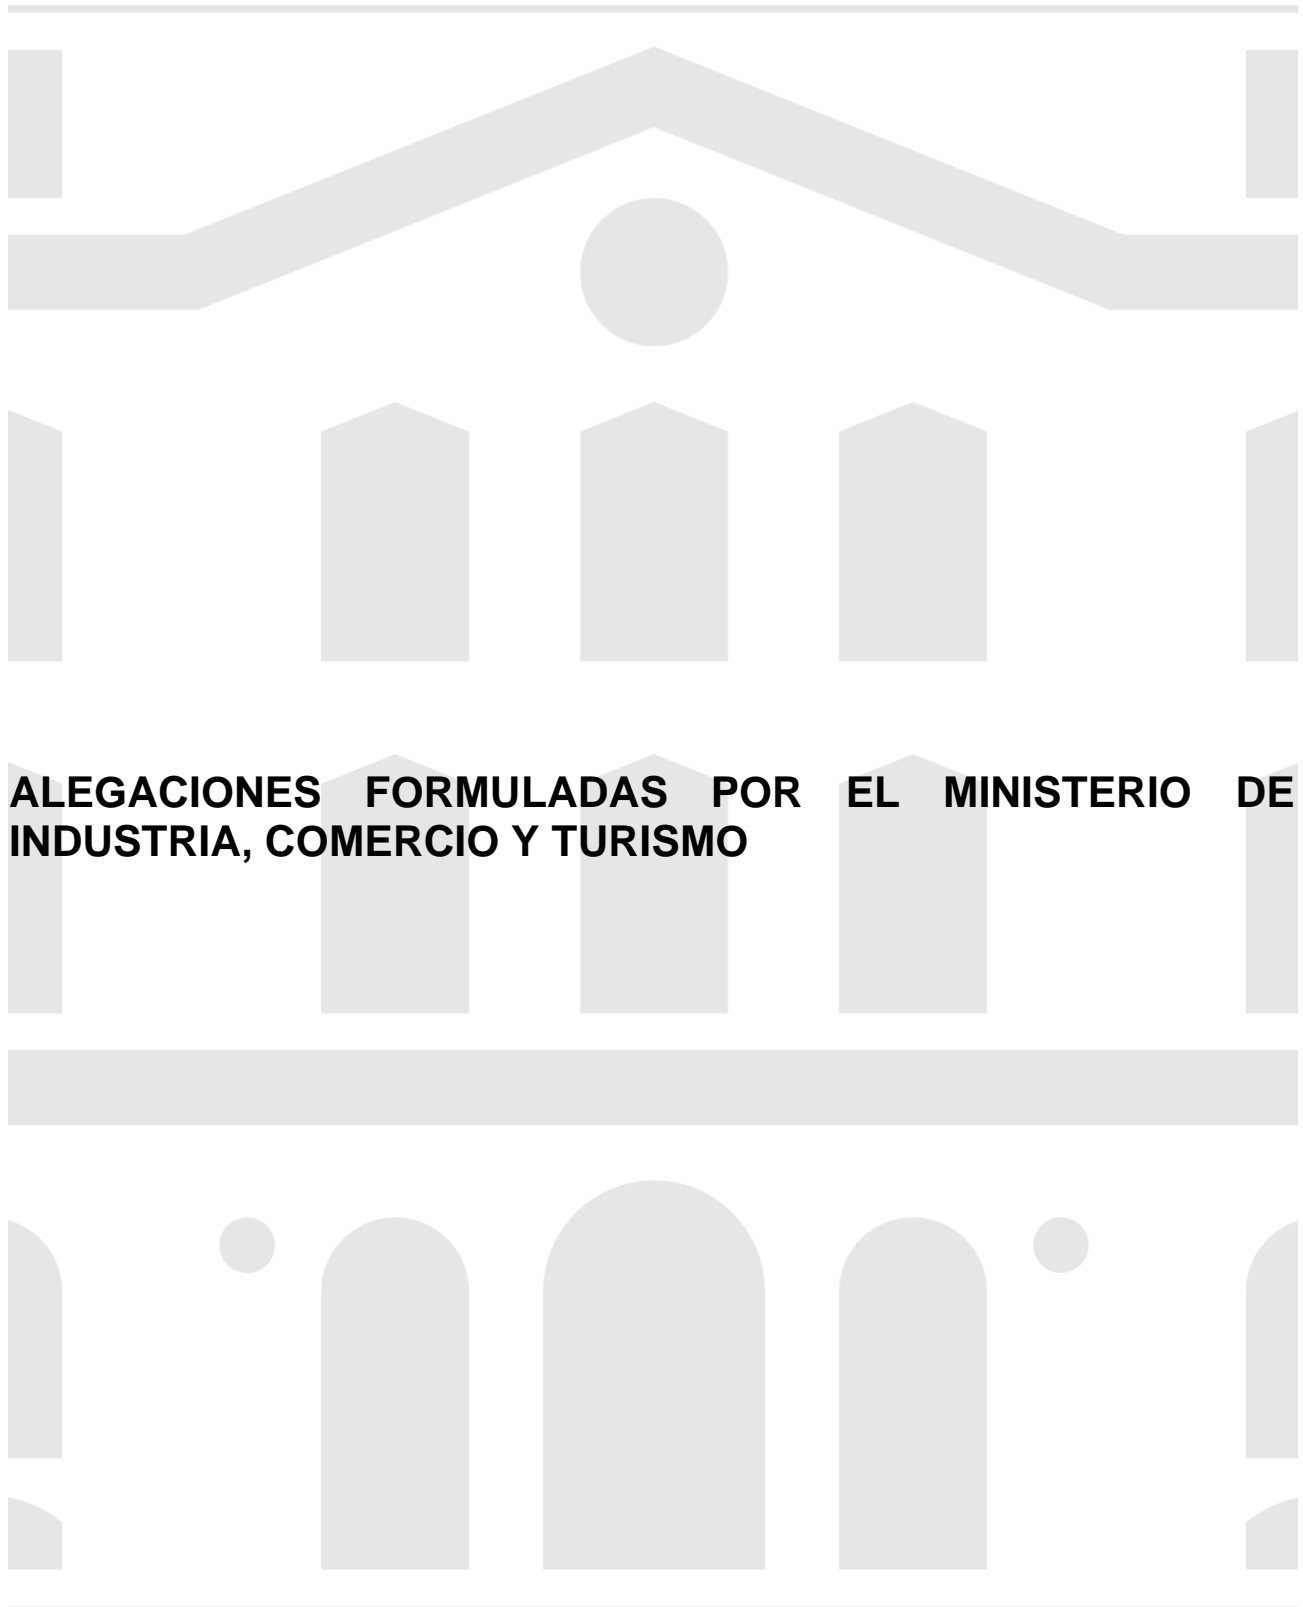 ALEGACIONES FORMULADAS POR EL MINISTERIO DE
INDUSTRIA, COMERCIO Y TURISMO